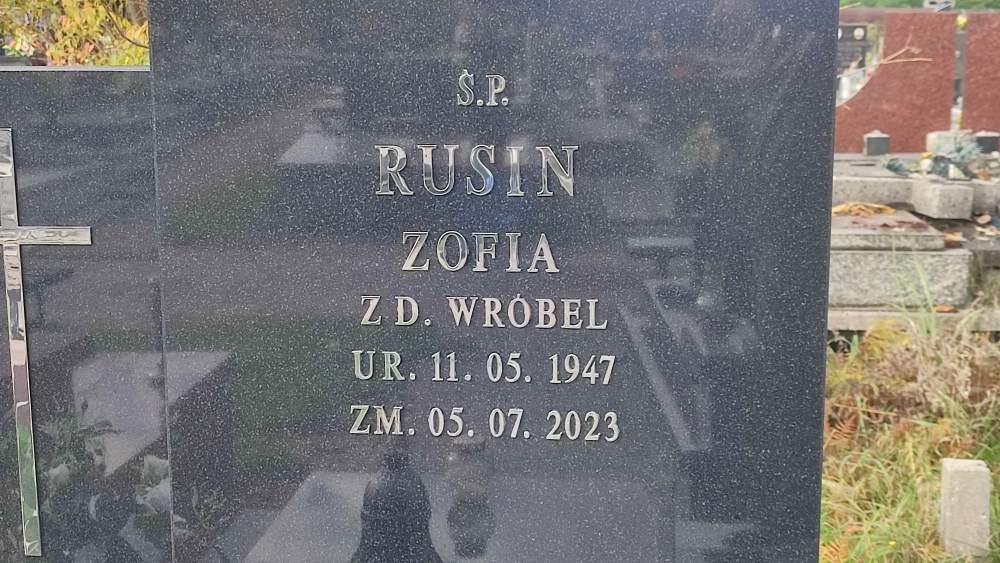 Ś.P.
RUSIN
ZOFIA
Z D. WRÓBEL
UR. 11. 05. 1947
ZM. 05. 07. 2023